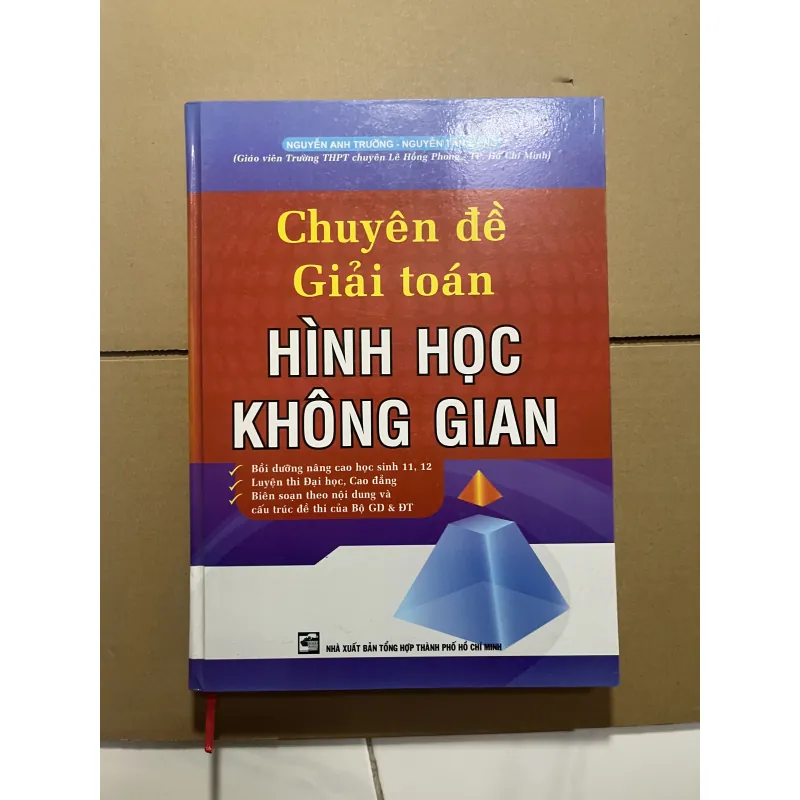 NGUYỄN ANH TRƯỜNG - NGUYỄN
(Giáo viên Trường THPT chuyên Lê Hồng Phong - TP. Hồ Chí Minh)
Chuyên đề
Giải toán
HÌNH HỌC
KHÔNG GIAN
Bồi dưỡng nâng cao học sinh 11, 12
Luyện thi Đại học, Cao đẳng
Biên soạn theo nội dung và
cấu trúc đề thi của Bộ GD & ĐT
NHÀ XUẤT BẢN TỔNG HỢP THÀNH PHỐ HỒ CHÍ MINH